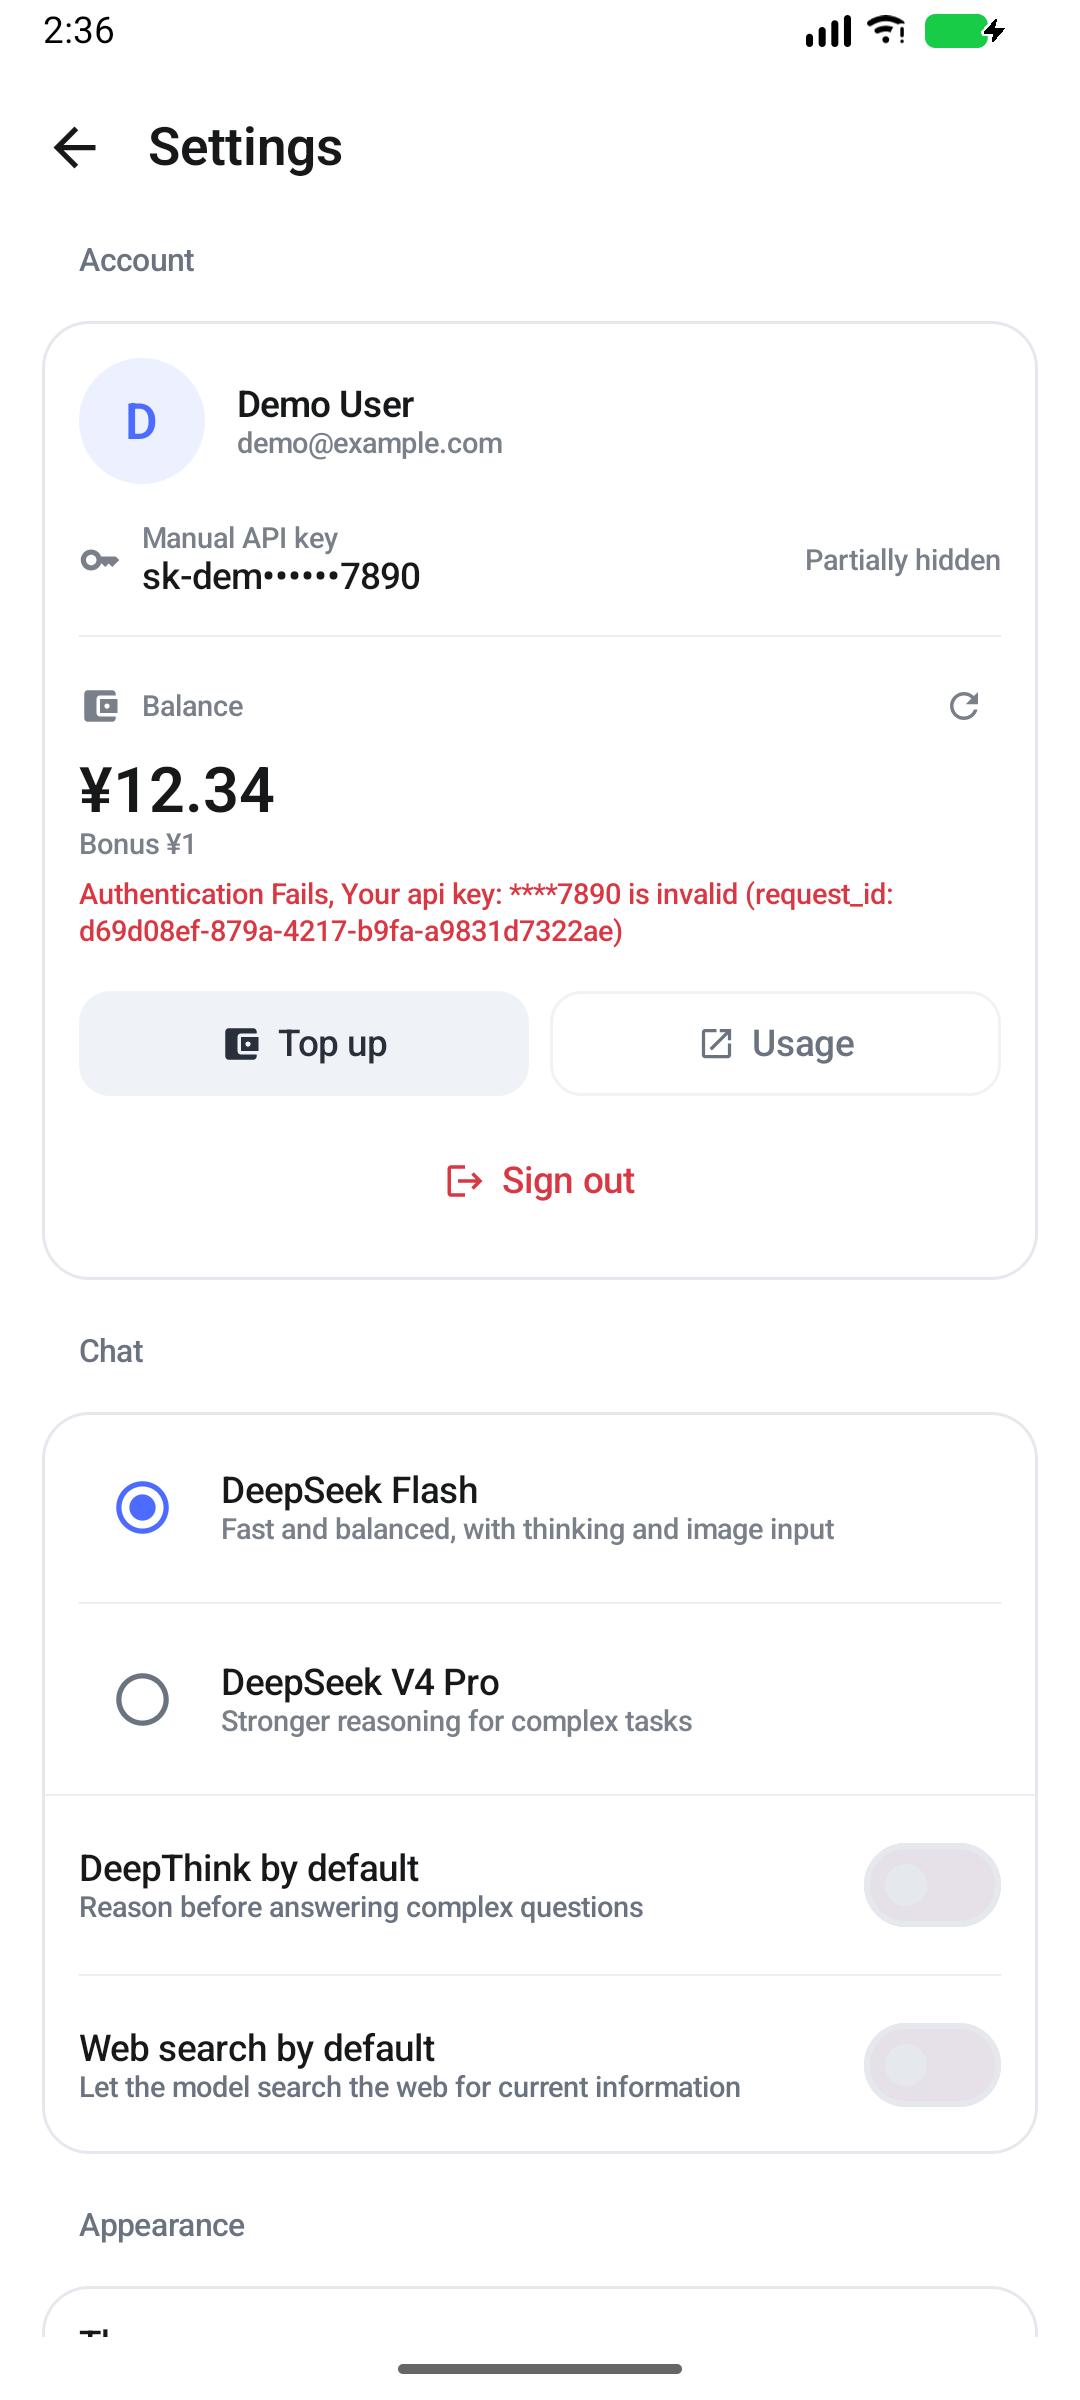 2:36
Settings
Account
D
Demo User
demo@example.com
Manual API key
sk-dem••••••7890
Partially hidden
Balance
¥12.34
Bonus ¥1
Authentication Fails, Your api key: ****7890 is invalid (request_id:
d69d08ef-879a-4217-b9fa-a9831d7322ae)
Top up
Usage
Sign out
Chat
DeepSeek Flash
Fast and balanced, with thinking and image input
DeepSeek V4 Pro
Stronger reasoning for complex tasks
DeepThink by default
Reason before answering complex questions
Web search by default
Let the model search the web for current information
Appearance